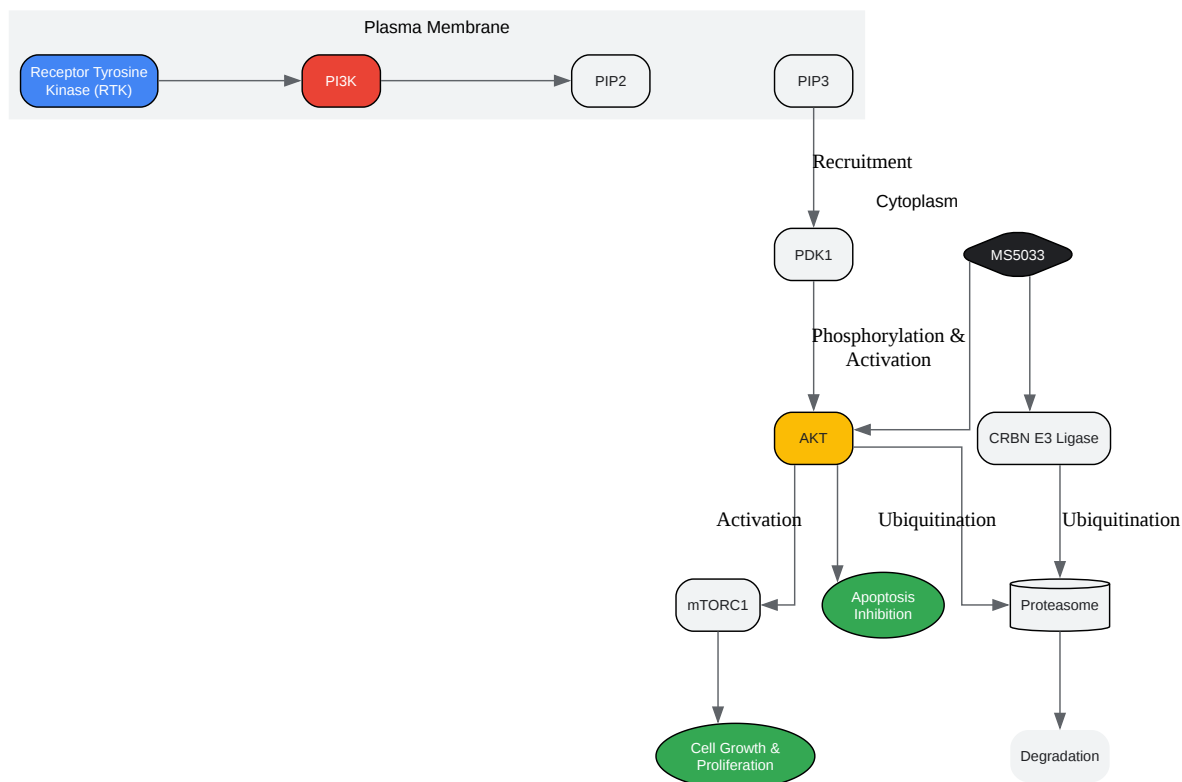 Plasma Membrane
Receptor Tyrosine
Kinase (RTK)
PI3K
PIP2
PIP3
Recruitment
Cytoplasm
PDK1
MS5033
Phosphorylation &
Activation
AKT
CRBN E3 Ligase
Activation
Ubiquitination
Ubiquitination
mTORC1
Apoptosis
Inhibition
Proteasome
Cell Growth &
Proliferation
Degradation